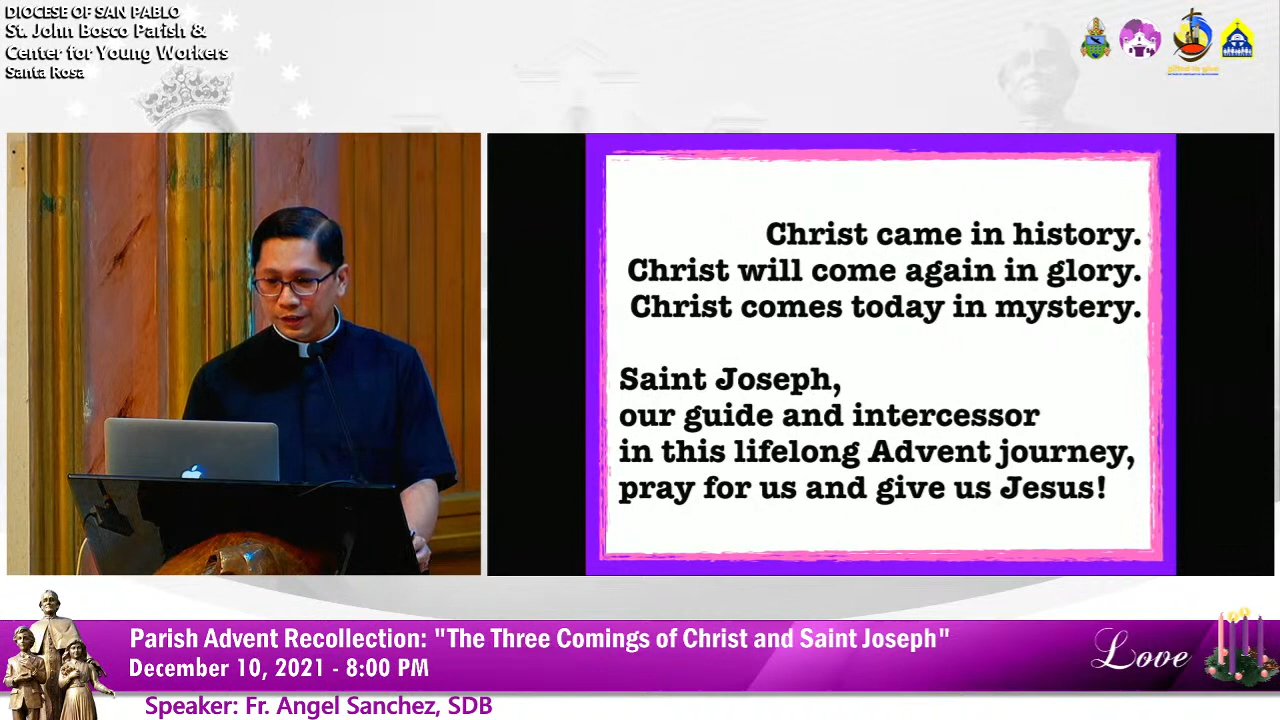 DIOCESE OF SAN PABLO
St. John Bosco Parish &
Center for Young Workers
Santa Rosa
Christ came in history.
Christ will come again in glory.
Christ comes today in mystery.
Saint Joseph,
our guide and intercessor
in this lifelong Advent journey,
pray for us and give us Jesus!
Parish Advent Recollection: "The Three Comings of Christ and Saint Joseph"
December 10, 2021 - 8:00 PM
Love
Speaker: Fr. Angel Sanchez, SDB